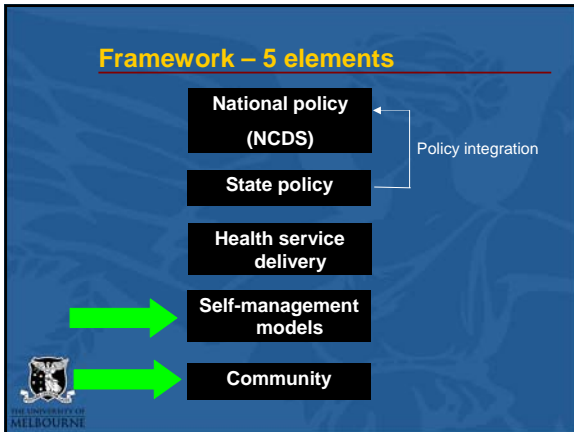 Framework – 5 elements
National policy
(NCDS)
Policy integration
State policy
Health service
delivery
Self-management
models
Community
THE UNIVERSITY OF
MELBOURNE